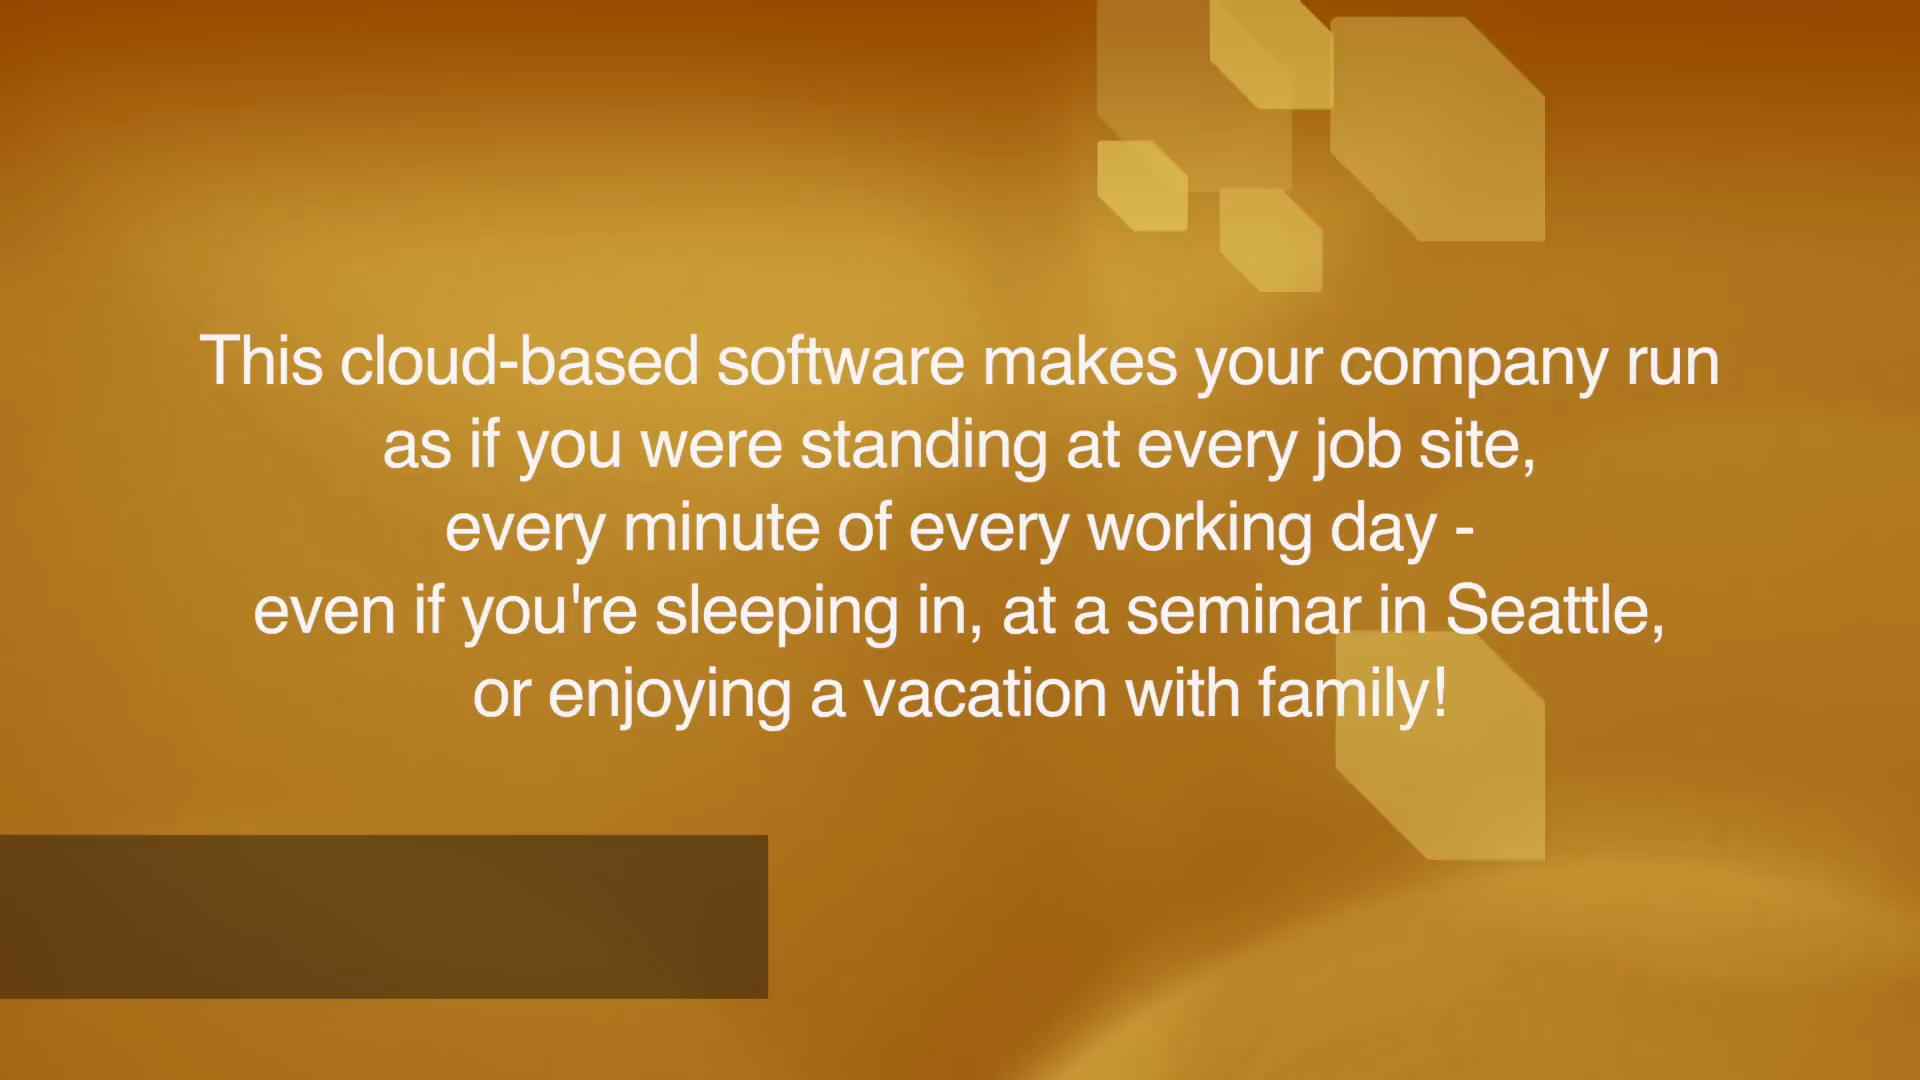 This cloud-based software makes your company run
as if you were standing at every job site,
every minute of every working day -
even if you're sleeping in, at a seminar in Seattle,
or enjoying a vacation with family!